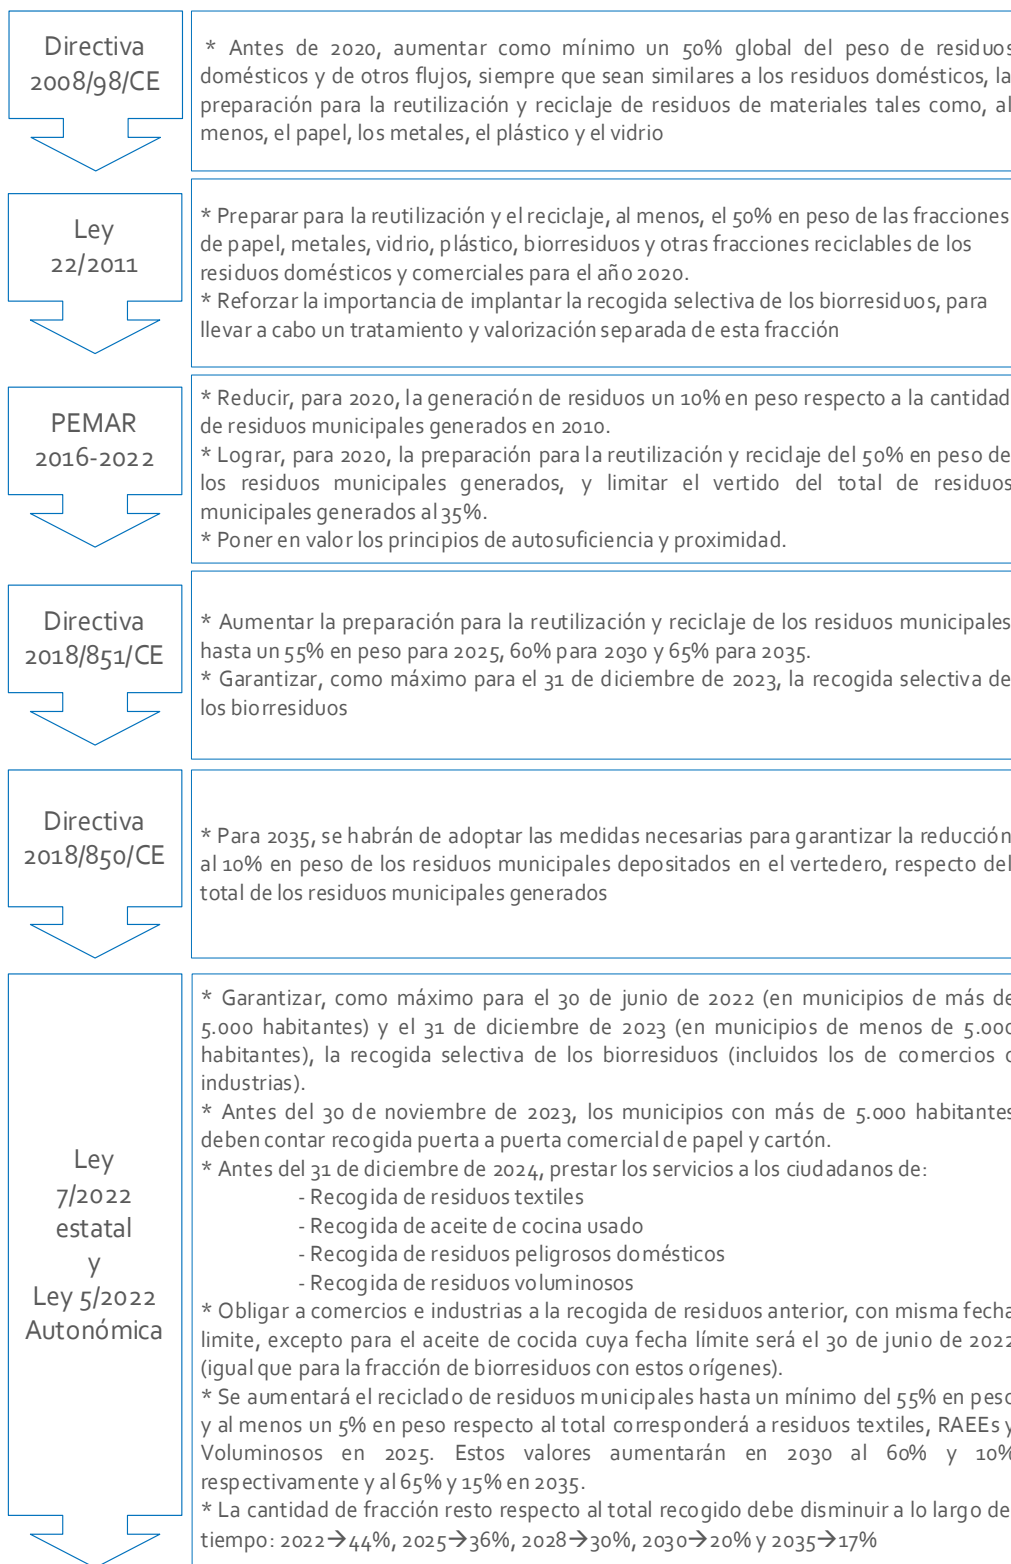 Directiva
2008/98/CE
* Antes de 2020, aumentar como mínimo un 50% global del peso de residuos
domésticos y de otros flujos, siempre que sean similares a los residuos domésticos, la
preparación para la reutilización y reciclaje de residuos de materiales tales como, al
menos, el papel, los metales, el plástico y el vidrio
Ley
22/2011
* Preparar para la reutilización y el reciclaje, al menos, el 50% en peso de las fracciones
de papel, metales, vidrio, plástico, biorresiduos y otras fracciones reciclables de los
residuos domésticos y comerciales para el año 2020.
* Reforzar la importancia de implantar la recogida selectiva de los biorresiduos, para
llevar a cabo un tratamiento y valorización separada de esta fracción
PEMAR
2016-2022
* Reducir, para 2020, la generación de residuos un 10% en peso respecto a la cantidad
de residuos municipales generados en 2010.
* Lograr, para 2020, la preparación para la reutilización y reciclaje del 50% en peso de
los residuos municipales generados, y limitar el vertido del total de residuos
municipales generados al 35%.
* Poner en valor los principios de autosuficiencia y proximidad.
Directiva
2018/851/CE
* Aumentar la preparación para la reutilización y reciclaje de los residuos municipales
hasta un 55% en peso para 2025, 60% para 2030 y 65% para 2035.
* Garantizar, como máximo para el 31 de diciembre de 2023, la recogida selectiva de
los biorresiduos
Directiva
2018/850/CE
* Para 2035, se habrán de adoptar las medidas necesarias para garantizar la reducción
al 10% en peso de los residuos municipales depositados en el vertedero, respecto del
total de los residuos municipales generados
Ley
7/2022
estatal
y
Ley 5/2022
Autonómica
* Garantizar, como máximo para el 30 de junio de 2022 (en municipios de más de
5.000 habitantes) y el 31 de diciembre de 2023 (en municipios de menos de 5.000
habitantes), la recogida selectiva de los biorresiduos (incluidos los de comercios
industrias).
* Antes del 30 de noviembre de 2023, los municipios con más de 5.000 habitantes
deben contar recogida puerta a puerta comercial de papel y cartón.
* Antes del 31 de diciembre de 2024, prestar los servicios a los ciudadanos de:
- Recogida de residuos textiles
- Recogida de aceite de cocina usado
- Recogida de residuos peligrosos domésticos
- Recogida de residuos voluminosos
* Obligar a comercios e industrias a la recogida de residuos anterior, con misma fecha
limite, excepto para el aceite de cocida cuya fecha límite será el 30 de junio de 2022
(igual que para la fracción de biorresiduos con estos orígenes).
* Se aumentará el reciclado de residuos municipales hasta un mínimo del 55% en peso
y al menos un 5% en peso respecto al total corresponderá a residuos textiles, RAEEs y
Voluminosos en 2025. Estos valores aumentarán en 2030 al 60% y 10%
respectivamente y al 65% y 15% en 2035.
* La cantidad de fracción resto respecto al total recogido debe disminuir a lo largo de
tiempo: 2022→44%, 2025→36%, 2028→30%, 2030→20% y 2035→17%